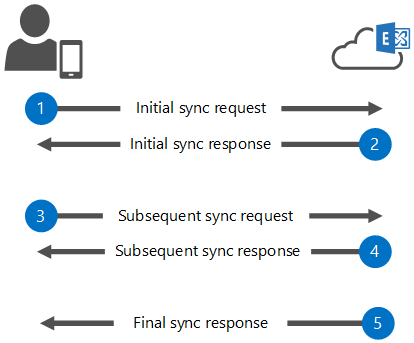 E
1 Initial sync request
Initial sync response 2
3 Subsequent sync request
Subsequent sync response 4
Final sync response 5